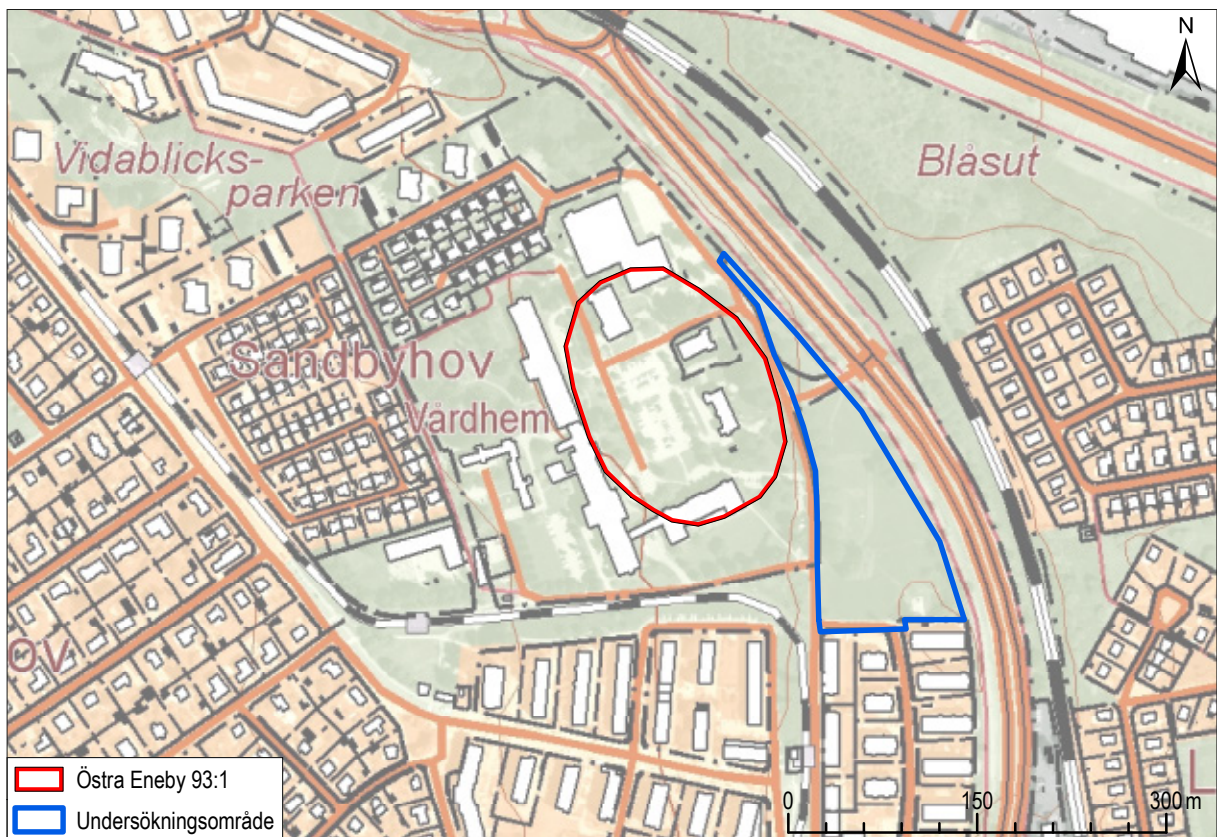 N
Vidablicks-
parken
Blåsut
Sandbyhov
Vårdhem
OV
L
Östra Eneby 93:1
Undersökningsområde
0 150 300 m